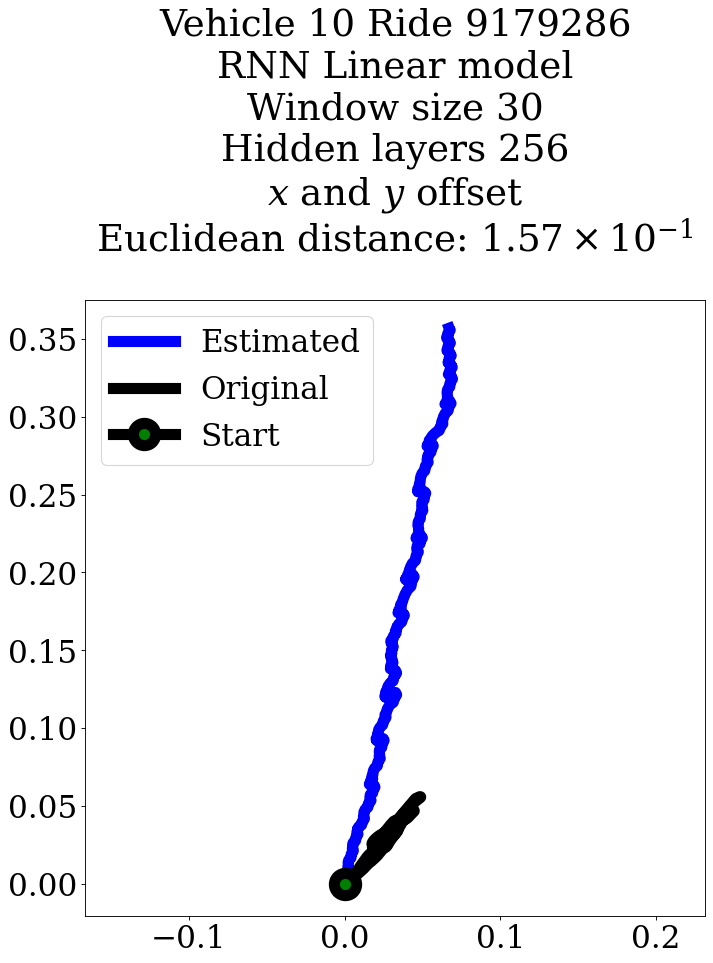 Vehicle 10 Ride 9179286
RNN Linear model
Window size 30
Hidden layers 256
x and y offset
Euclidean distance: 1.57 × 10⁻¹
Estimated
Original
Start
0.35
0.30
0.25
0.20
0.15
0.10
0.05
0.00
−0.1 0.0 0.1 0.2